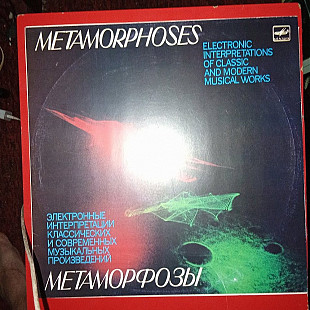 METAMORPHOSES
ELECTRONIC
INTERPRETATIONS
OF CLASSIC
AND MODERN
MUSICAL WORKS
ЭЛЕКТРОННЫЕ
ИНТЕРПРЕТАЦИИ
КЛАССИЧЕСКИХ
И СОВРЕМЕННЫХ
МУЗЫКАЛЬНЫХ
ПРОИЗВЕДЕНИЙ
МЕТАМОРФОЗЫ